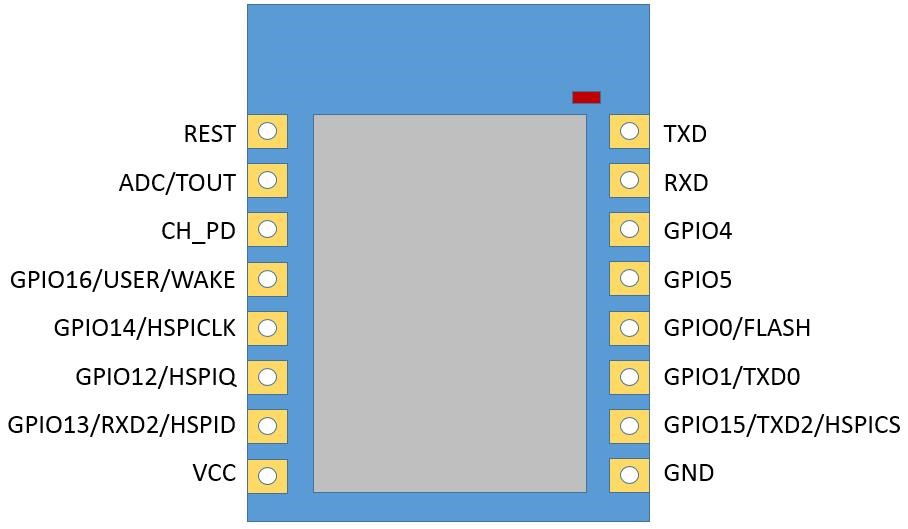 REST
TXD
ADC/TOUT
RXD
CH_PD
GPIO4
GPIO16/USER/WAKE
GPIO5
GPIO14/HSPICLK
GPIO0/FLASH
GPIO12/HSPIQ
GPIO1/TXD0
GPIO13/RXD2/HSPID
GPIO15/TXD2/HSPICS
VCC
GND